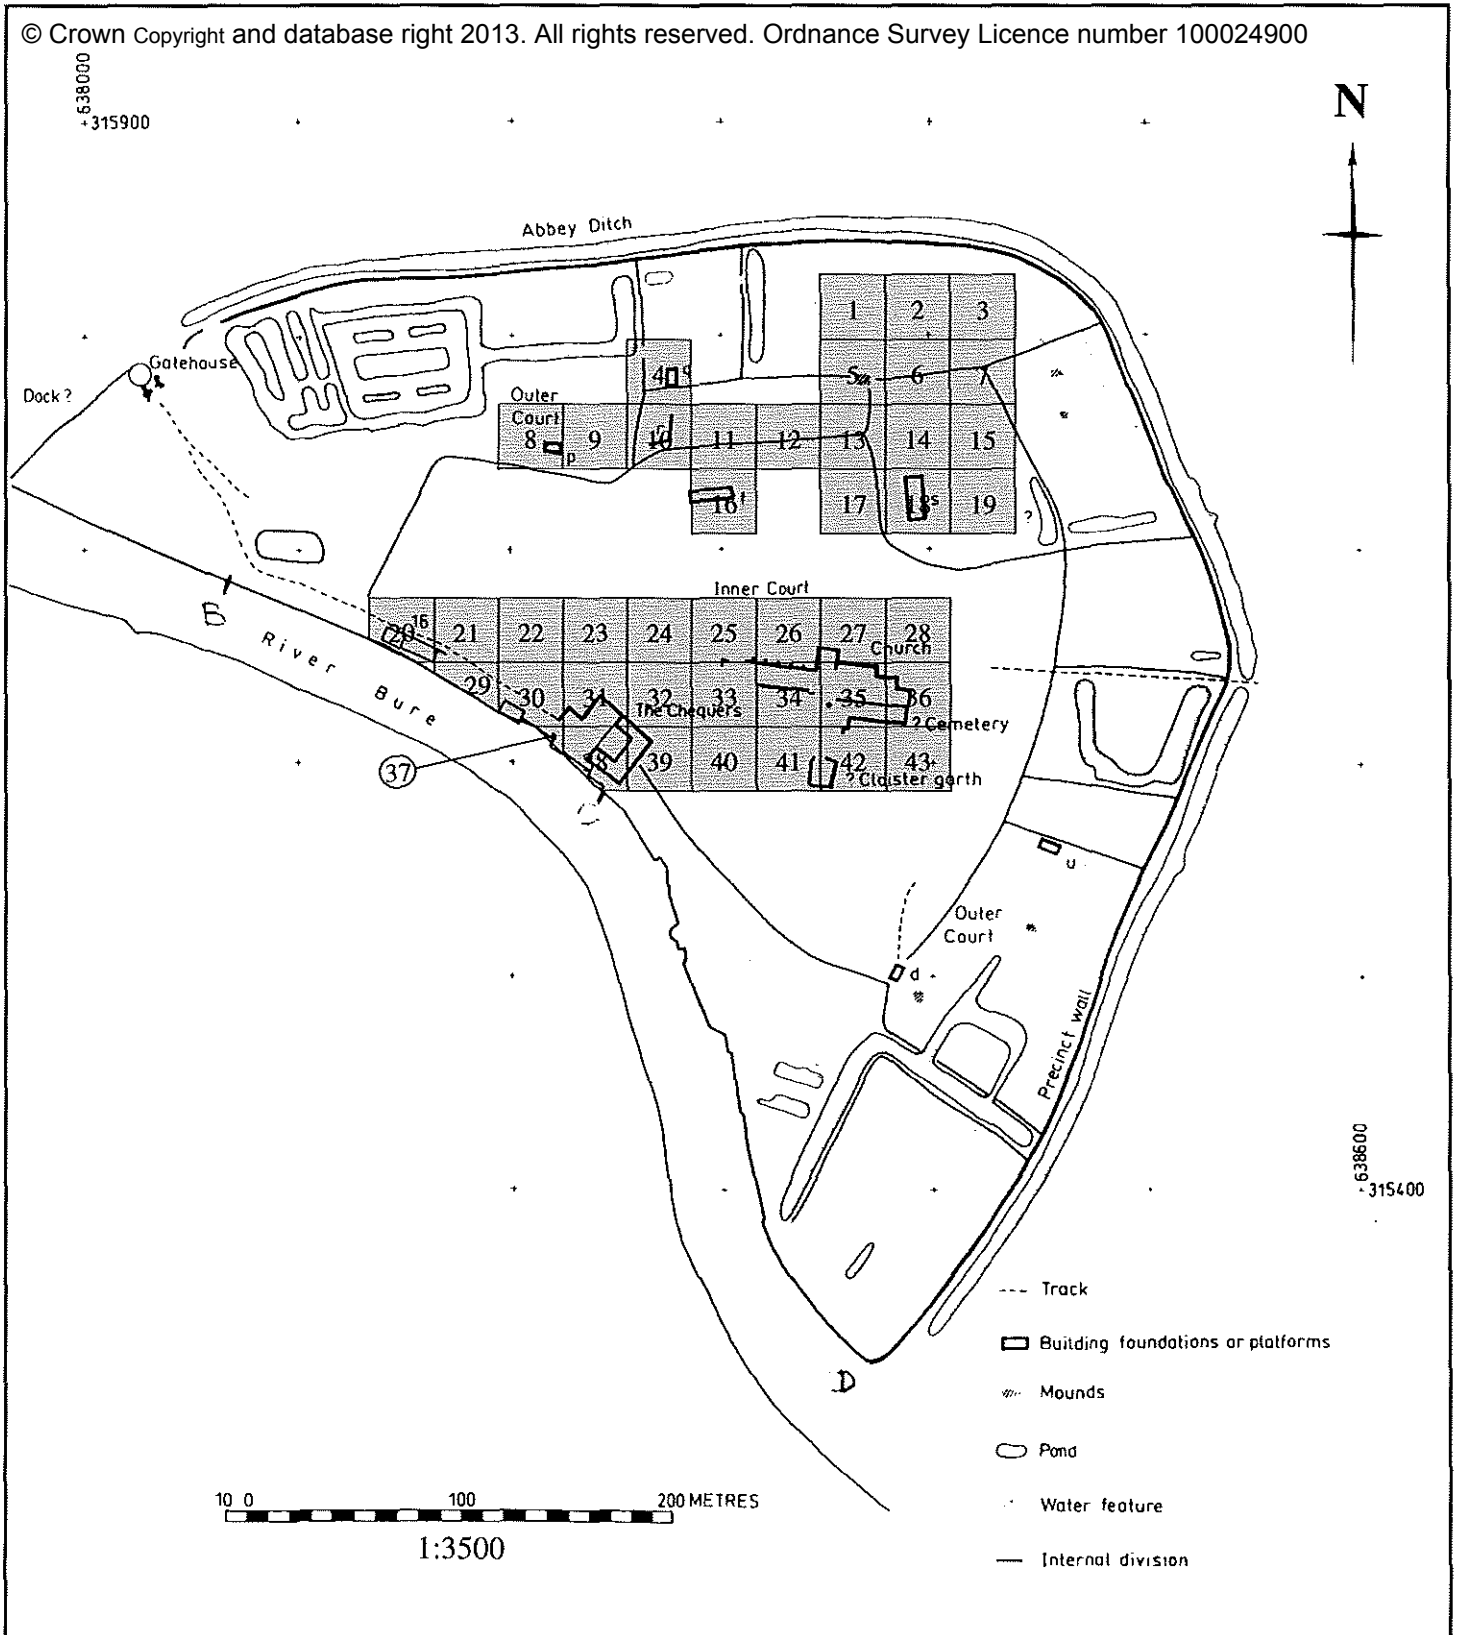 © Crown Copyright and database right 2013. All rights reserved. Ordnance Survey Licence number 100024900
638000
315900
N
Abbey Ditch
Gatehouse
Dock ?
Outer
Court
1 2 3
4 q 5 6 7
8 p 9 10 r 11 12 13 14 15
16 t 17 18 s 19
?
Inner Court
20 16 21 22 23 24 25 26 27 28
Church
29 30 31 32 33 34 35 36
The Chequers
? Cemetery
37
38 39 40 41 42 43
? Cloister garth
B
River Bure
C
u
Outer
Court
d
Precinct wall
638600
315400
D
Track
Building foundations or platforms
Mounds
Pond
Water feature
Internal division
10 0 100 200 METRES
1:3500